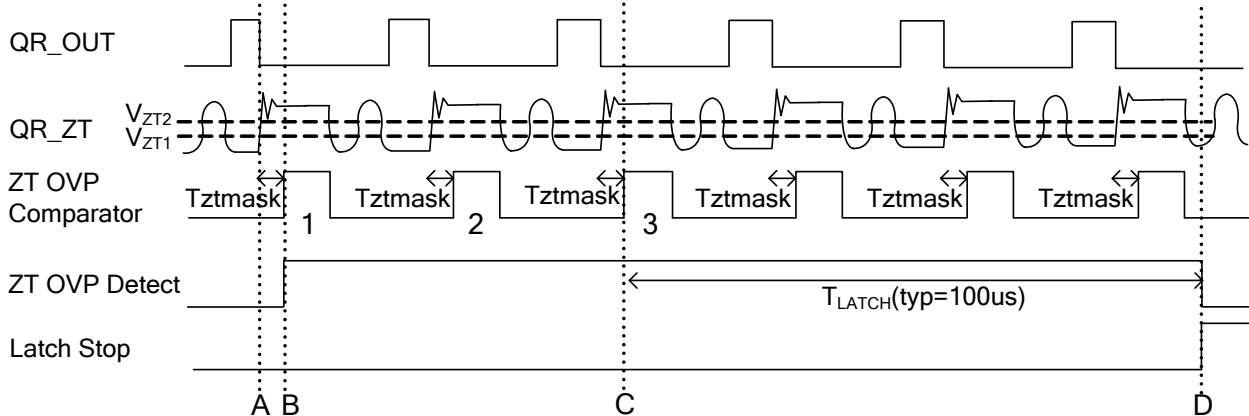 QR_OUT
QR_ZT
VZT2
VZT1
ZT OVP
Comparator
Tztmask Tztmask Tztmask Tztmask Tztmask Tztmask
1 2 3
ZT OVP Detect
TLATCH(typ=100us)
Latch Stop
A B C D